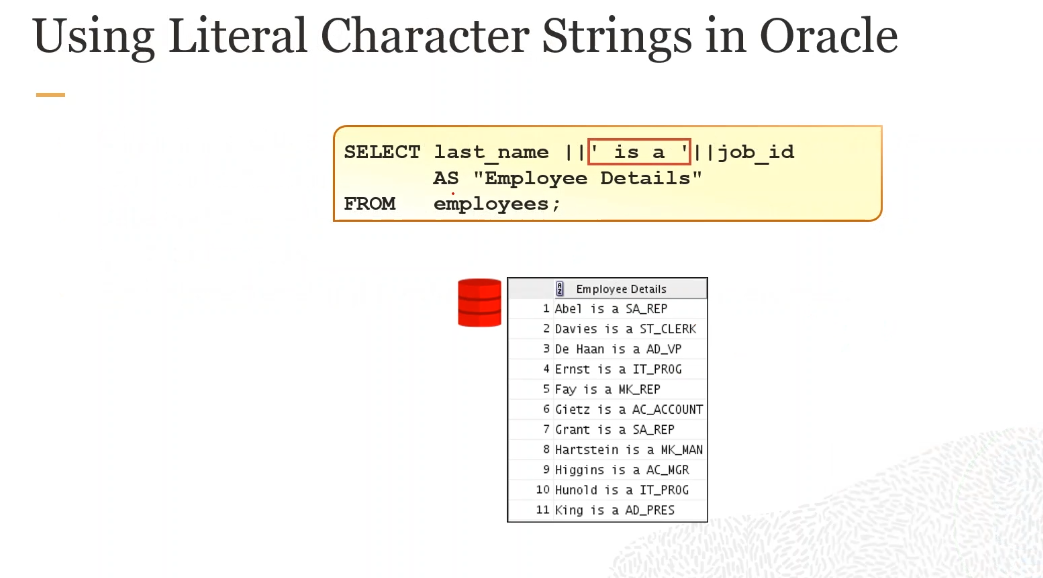 Using Literal Character Strings in Oracle
SELECT last_name ||' is a '||job_id
AS "Employee Details"
FROM employees;
Employee Details
1 Abel is a SA_REP
2 Davies is a ST_CLERK
3 De Haan is a AD_VP
4 Ernst is a IT_PROG
5 Fay is a MK_REP
6 Gietz is a AC_ACCOUNT
7 Grant is a SA_REP
8 Hartstein is a MK_MAN
9 Higgins is a AC_MGR
10 Hunold is a IT_PROG
11 King is a AD_PRES